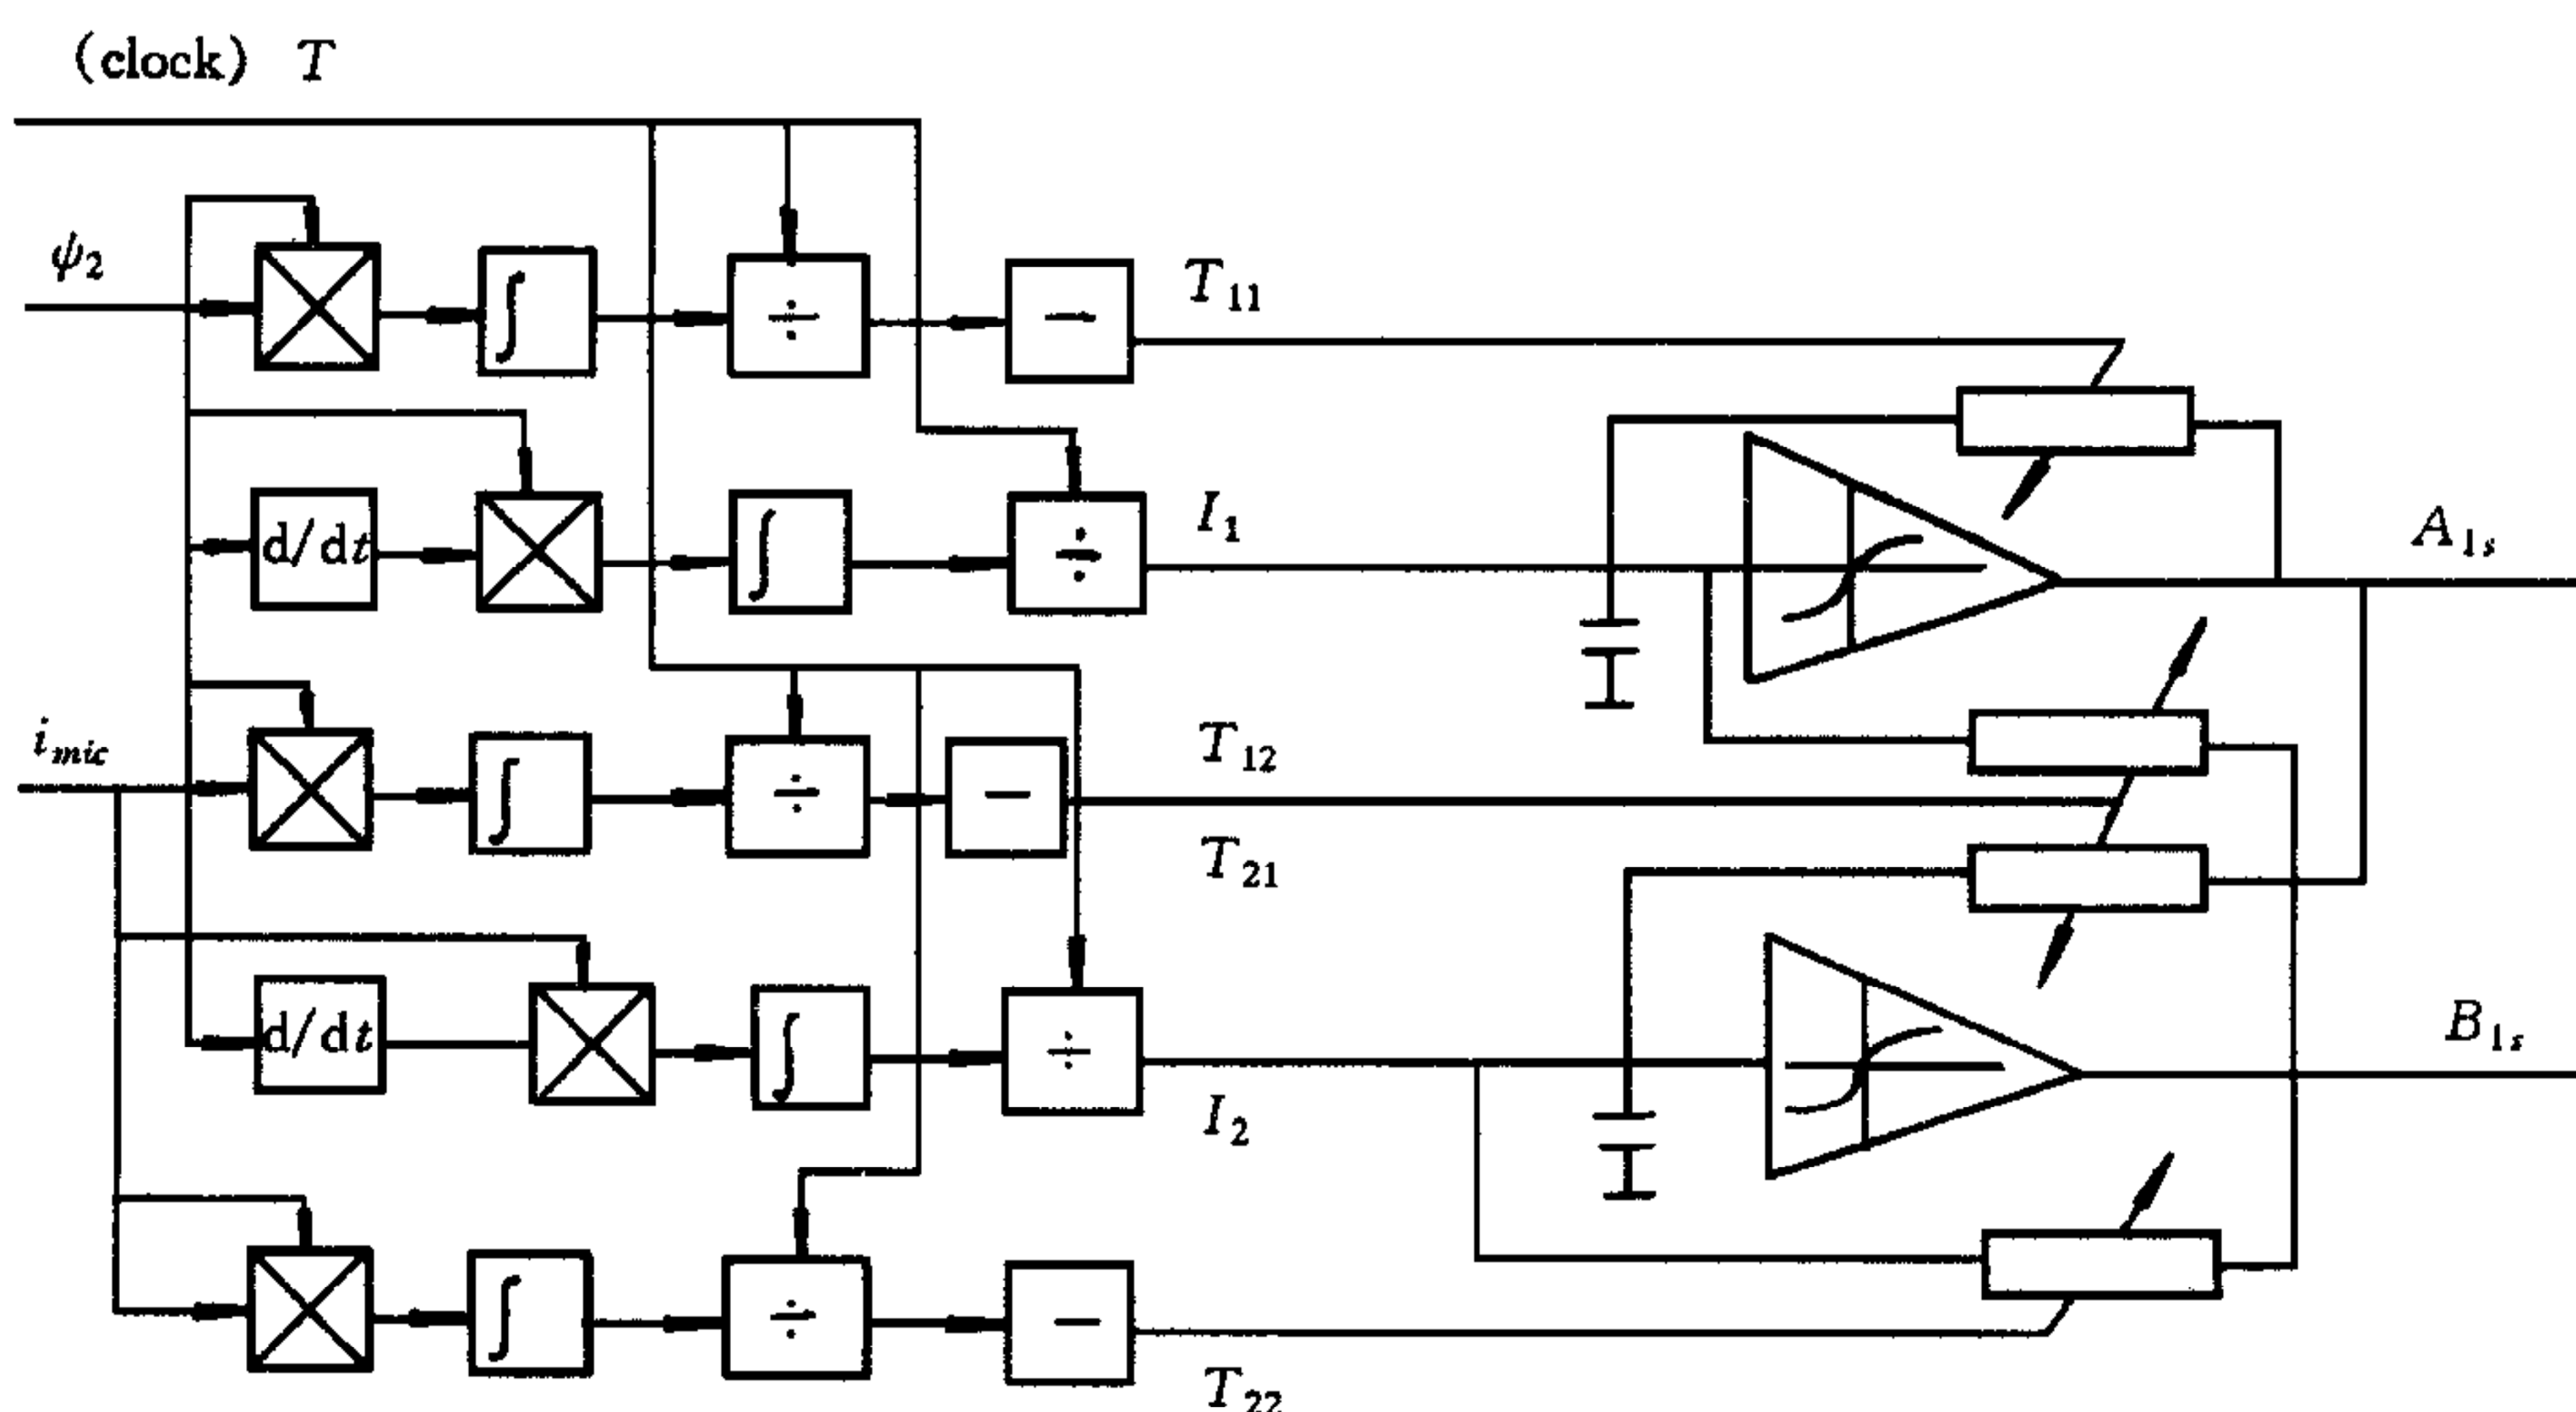 (clock) T
ψ₂
∫
÷
−
T₁₁
d/dt
∫
÷
I₁
A₁ₛ
i_mic
∫
÷
−
T₁₂
T₂₁
d/dt
∫
÷
I₂
B₁ₛ
∫
÷
−
T₂₂